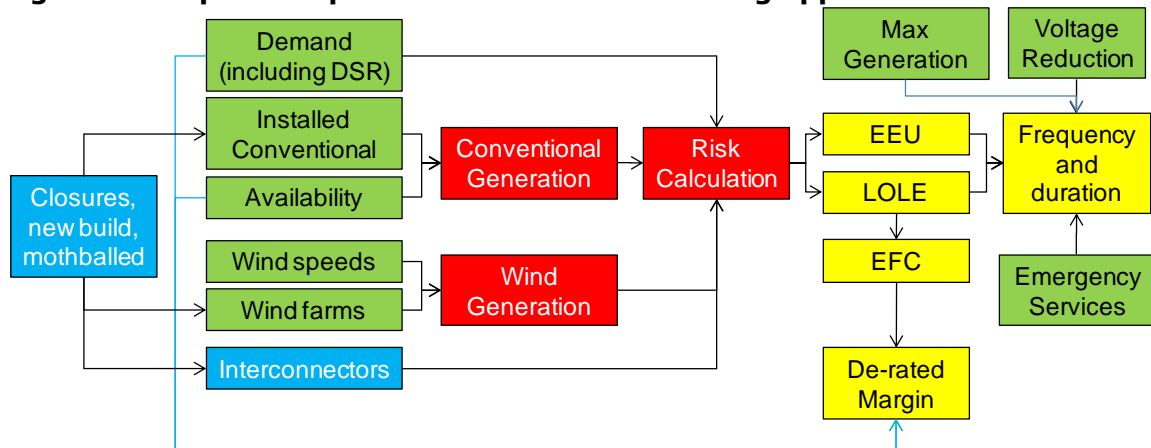 Demand
(including DSR)
Installed
Conventional
Availability
Closures,
new build,
mothballed
Wind speeds
Wind farms
Interconnectors
Conventional
Generation
Wind
Generation
Risk
Calculation
Max
Generation
Voltage
Reduction
EEU
LOLE
EFC
De-rated
Margin
Frequency
and
duration
Emergency
Services